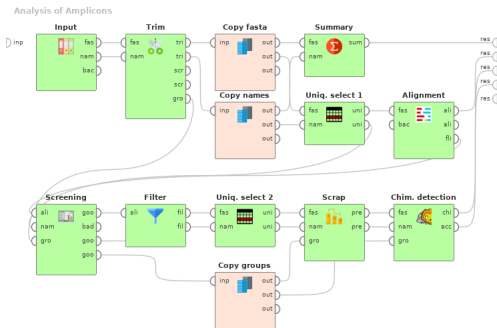 Analysis of Amplicons
Input Trim Copy fasta Summary
inp fas fas tri inp out fas sum res
nam nam tri out nam res
bac scr out res
scr res
gro Copy names Uniq. select 1 Alignment res
inp out fas uni fas ali
out nam uni bac ali
out fli
Screening Filter Uniq. select 2 Scrap Chim. detection
ali goo ali fil fas uni fas pre fas chi
nam bad fil nam uni nam pre nam acc
gro goo gro gro
goo Copy groups
inp out
out
out